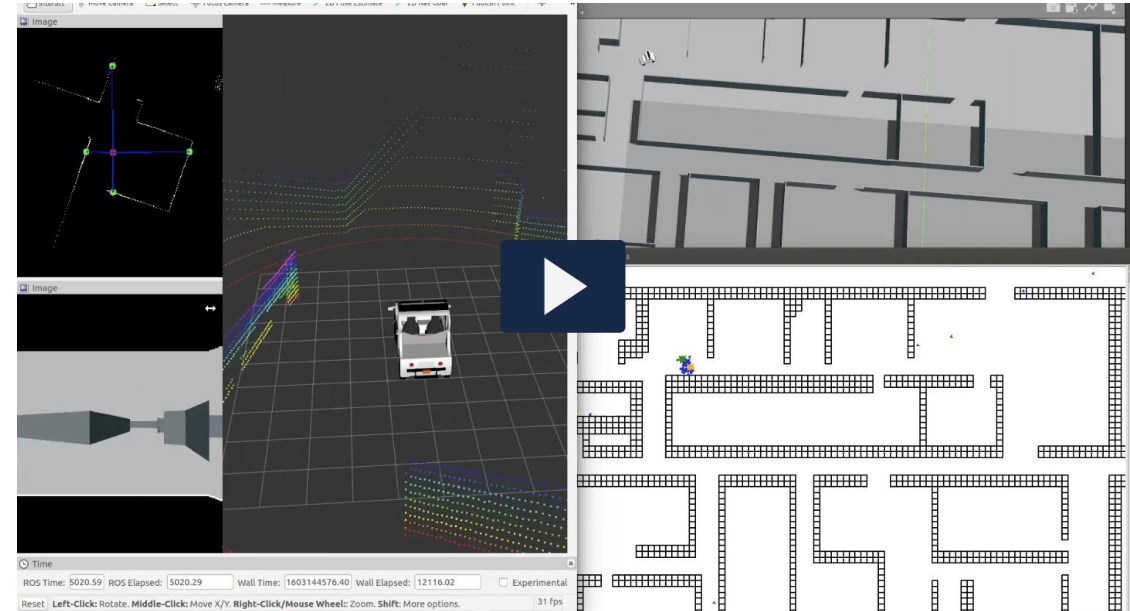 Interact Move Camera Select Focus Camera Measure 2D Pose Estimate 2D Nav Goal Publish Point
Image
Image
Time
ROS Time: 5020.59 ROS Elapsed: 5020.29 Wall Time: 1603144576.40 Wall Elapsed: 12116.02 Experimental
Reset Left-Click: Rotate. Middle-Click: Move X/Y. Right-Click/Mouse Wheel:: Zoom. Shift: More options. 31 fps